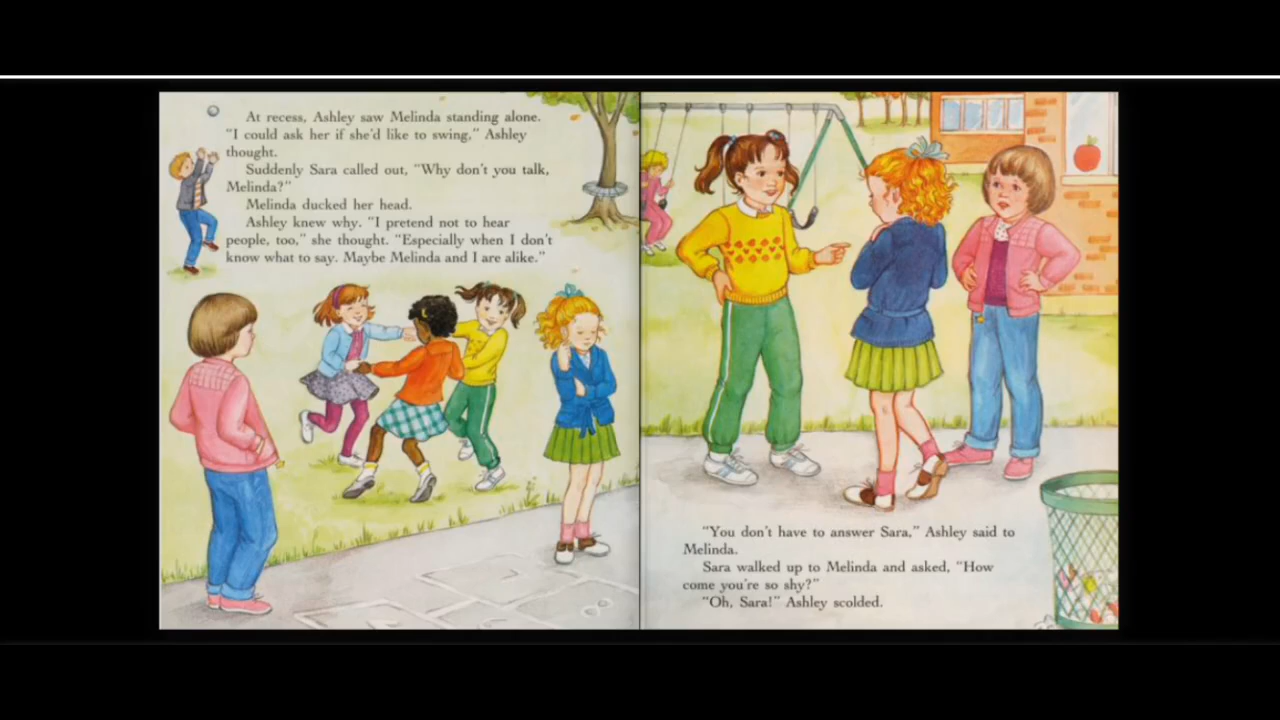 At recess, Ashley saw Melinda standing alone.
“I could ask her if she’d like to swing,” Ashley
thought.
Suddenly Sara called out, “Why don’t you talk,
Melinda?”
Melinda ducked her head.
Ashley knew why. “I pretend not to hear
people, too,” she thought. “Especially when I don’t
know what to say. Maybe Melinda and I are alike.”
“You don’t have to answer Sara,” Ashley said to
Melinda.
Sara walked up to Melinda and asked, “How
come you’re so shy?”
“Oh, Sara!” Ashley scolded.